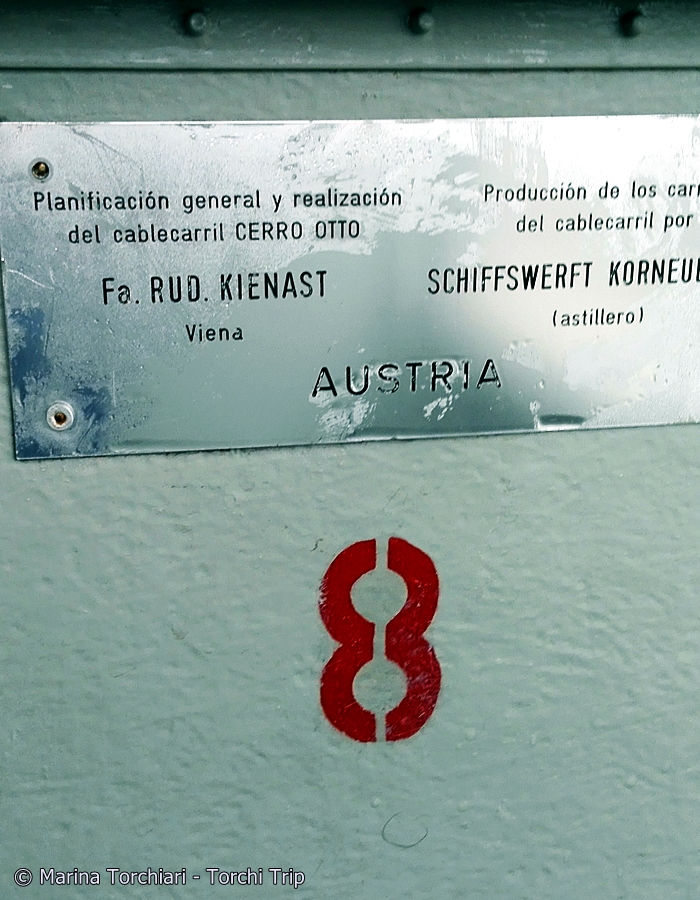 Planificación general y realización
del cablecarril CERRO OTTO
Fa. RUD. KIENAST
Viena
Producción de los
del cablecarril por
SCHIFFSWERFT
(astillero)
AUSTRIA
8
© Marina Torchiari - Torchi Trip